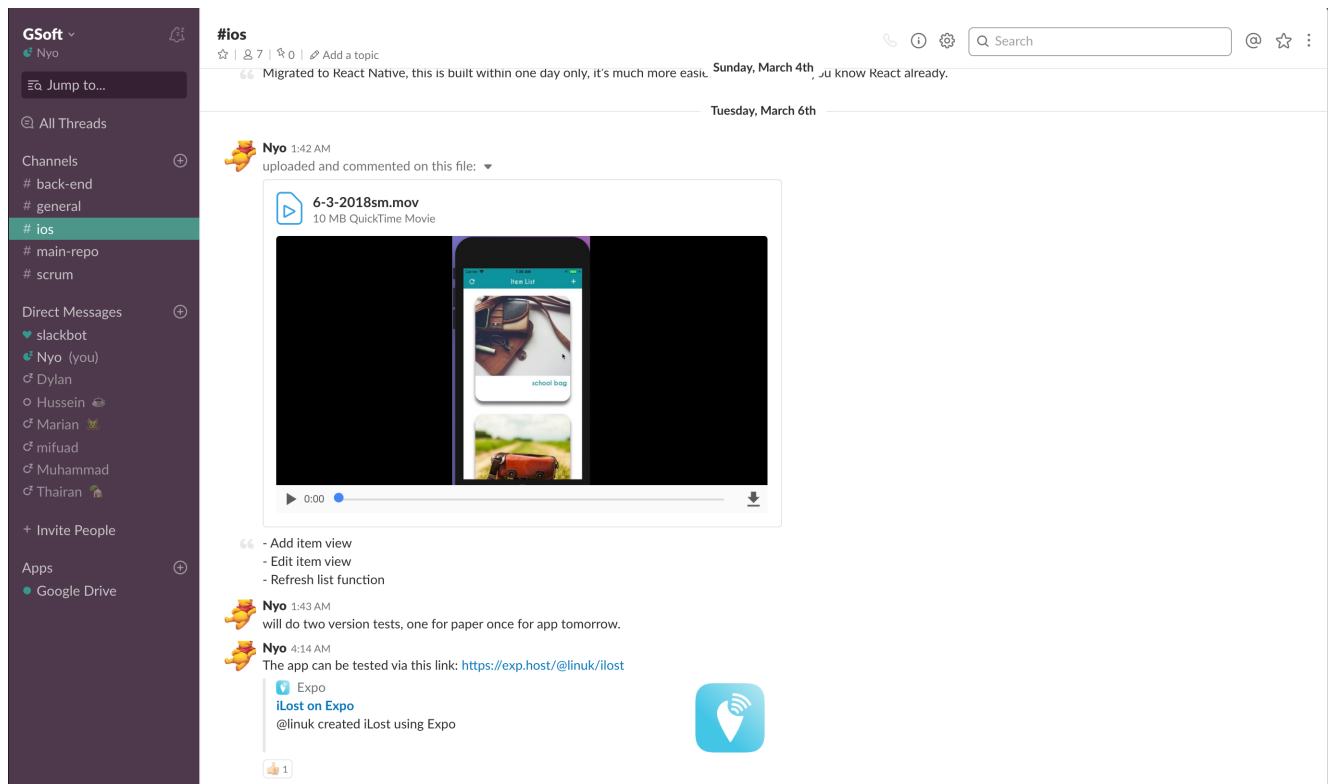 GSoft
Nyo
Jump to...
All Threads
Channels
# back-end
# general
# ios
# main-repo
# scrum
Direct Messages
slackbot
Nyo (you)
Dylan
Hussein
Marian
mifuad
Muhammad
Thairan
+ Invite People
Apps
Google Drive
#ios
7 | 0 | Add a topic
Search
Sunday, March 4th
Migrated to React Native, this is built within one day only, it's much more easie you know React already.
Tuesday, March 6th
Nyo 1:42 AM
uploaded and commented on this file:
6-3-2018sm.mov
10 MB QuickTime Movie
Item List
school bag
0:00
- Add item view
- Edit item view
- Refresh list function
Nyo 1:43 AM
will do two version tests, one for paper once for app tomorrow.
Nyo 4:14 AM
The app can be tested via this link: https://exp.host/@linuk/ilost
Expo
iLost on Expo
@linuk created iLost using Expo
1